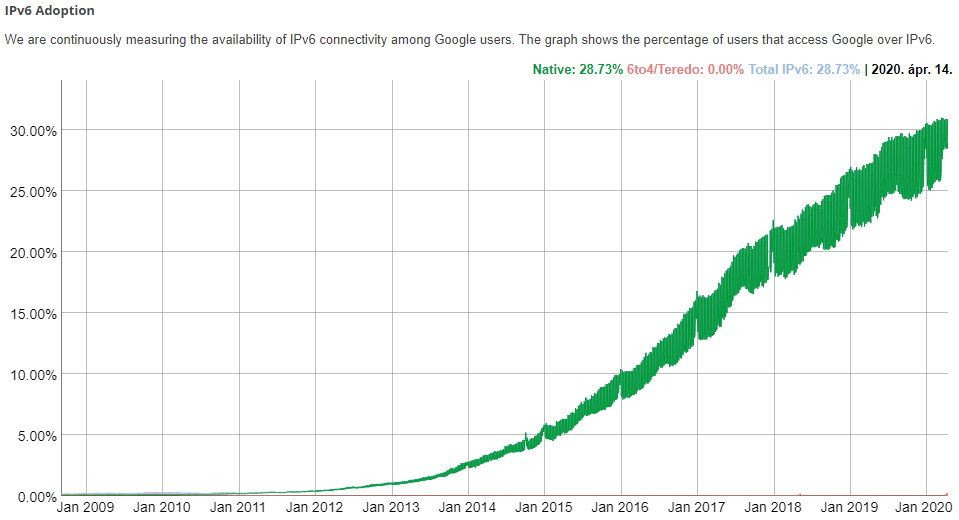 IPv6 Adoption
We are continuously measuring the availability of IPv6 connectivity among Google users. The graph shows the percentage of users that access Google over IPv6.
Native: 28.73% 6to4/Teredo: 0.00% Total IPv6: 28.73% | 2020. ápr. 14.
30.00%
25.00%
20.00%
15.00%
10.00%
5.00%
0.00%
Jan 2009 Jan 2010 Jan 2011 Jan 2012 Jan 2013 Jan 2014 Jan 2015 Jan 2016 Jan 2017 Jan 2018 Jan 2019 Jan 2020